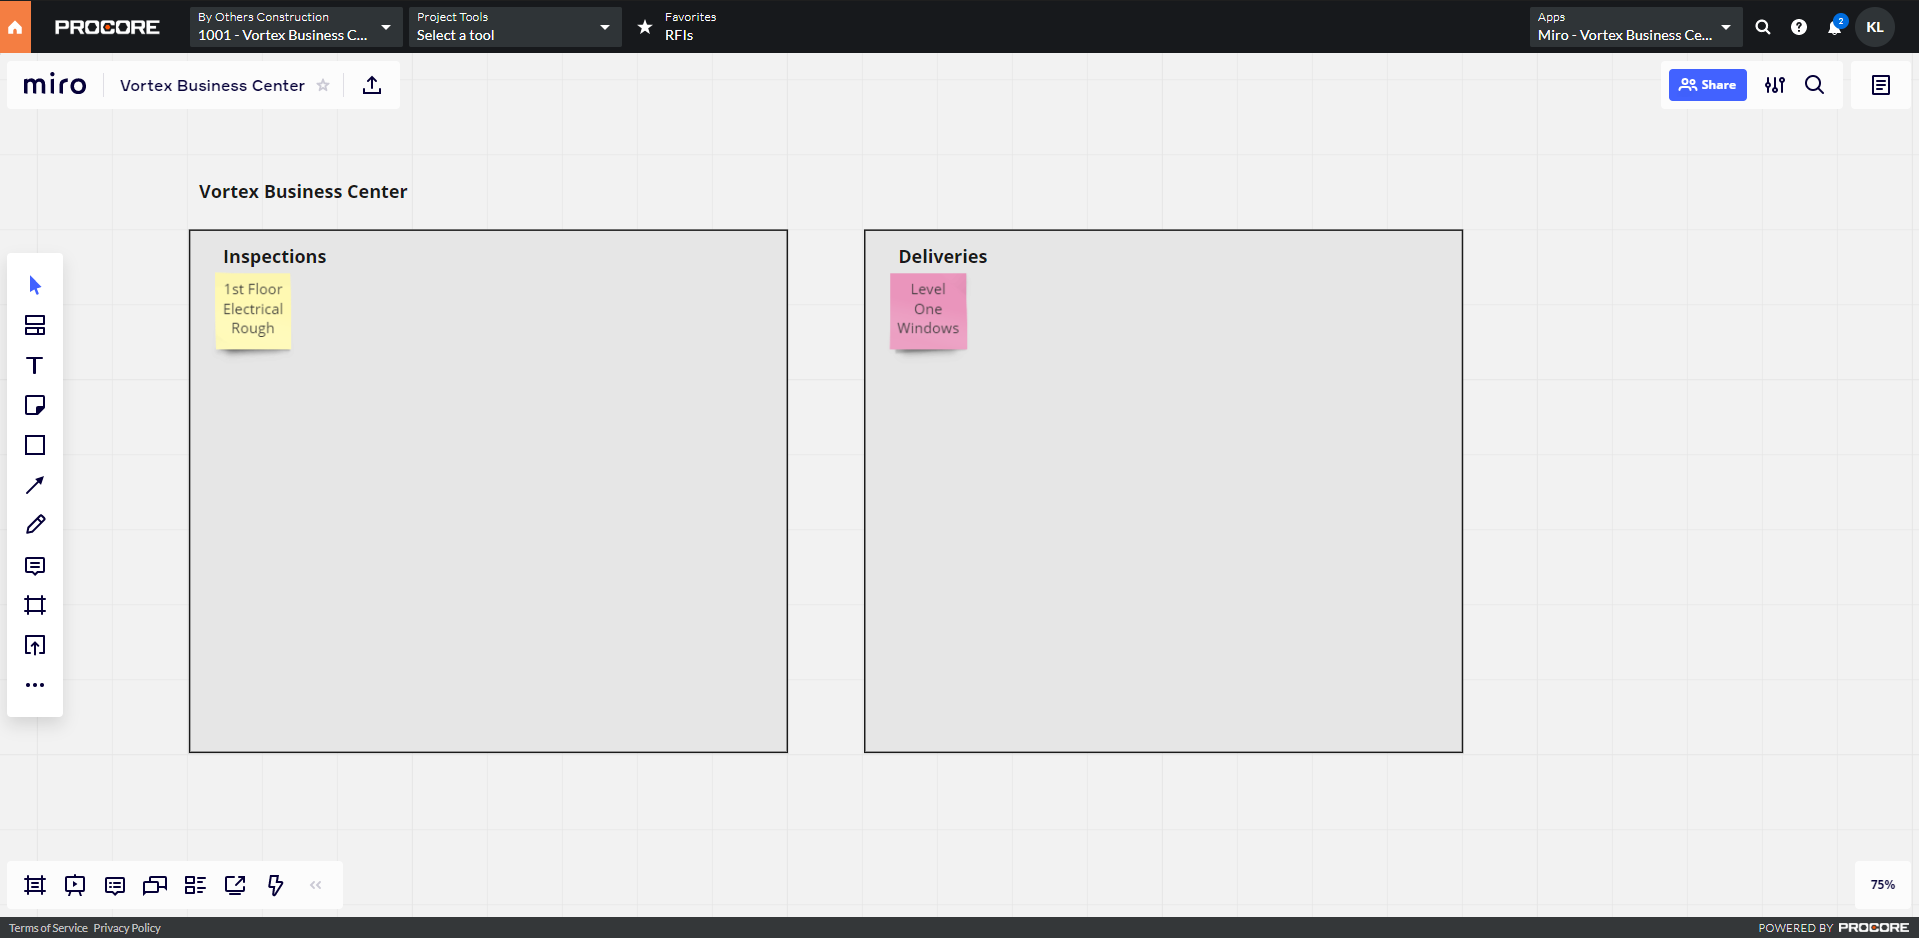 PROCORE
By Others Construction
1001 - Vortex Business C...
Project Tools
Select a tool
Favorites
RFIs
Apps
Miro - Vortex Business Ce...
2
KL
miro
Vortex Business Center
Share
Vortex Business Center
Inspections
1st Floor
Electrical
Rough
Deliveries
Level
One
Windows
75%
Terms of Service Privacy Policy
POWERED BY PROCORE